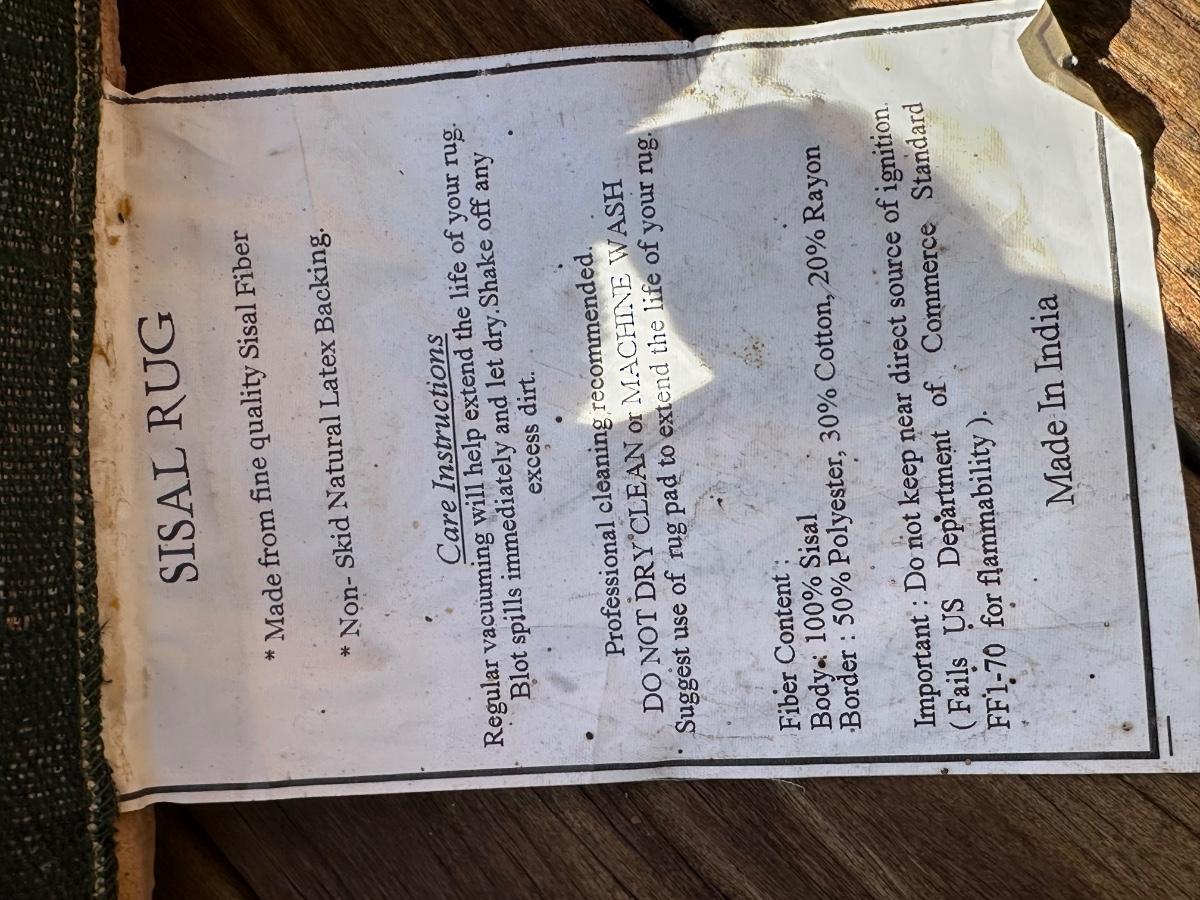 SISAL RUG
* Made from fine quality Sisal Fiber
* Non- Skid Natural Latex Backing.
Care Instructions
Regular vacuuming will help extend the life of your rug.
Blot spills immediately and let dry.Shake off any
excess dirt.
Professional cleaning recommended.
DO NOT DRY CLEAN or MACHINE WASH
Suggest use of rug pad to extend the life of your rug.
Fiber Content :
Body : 100% Sisal
Border : 50% Polyester, 30% Cotton, 20% Rayon
Important : Do not keep near direct source of ignition.
(Fails US Department of Commerce Standard
FF1-70 for flammability ).
Made In India